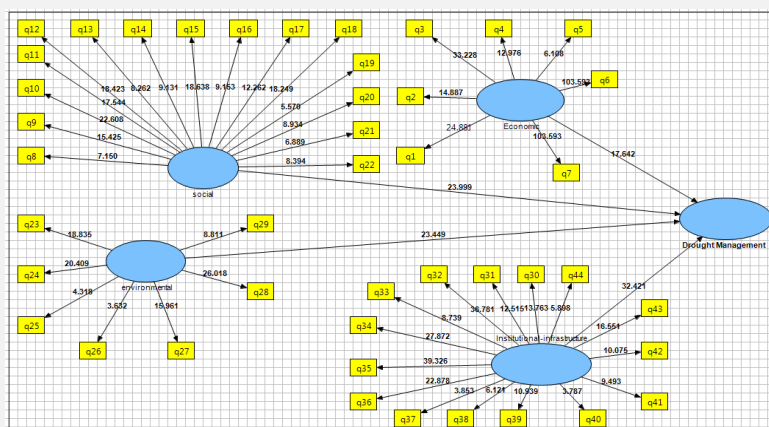 q12
q13
q14
q15
q16
q17
q18
q3
q4
q5
q11
q19
q6
q10
q20
q2
q9
q21
q1
q8
q22
q7
18.423
8.262
9.131
18.638
9.153
12.262
18.249
17.544
5.570
22.608
8.934
15.425
6.889
7.150
8.394
social
33.228
12.976
6.108
103.593
14.887
24.881
103.593
Economic
17.642
23.999
23.449
32.421
Drought Management
q23
q29
q24
q28
q25
q26
q27
18.835
8.811
20.409
26.018
4.318
3.632
15.961
environmental
q32
q31
q30
q44
q33
q43
q34
q42
q35
q41
q36
q37
q38
q39
q40
36.781
12.515
13.763
5.898
8.739
16.551
27.872
10.075
39.326
9.493
22.878
3.853
6.121
10.939
3.787
Institutional-infrastructure